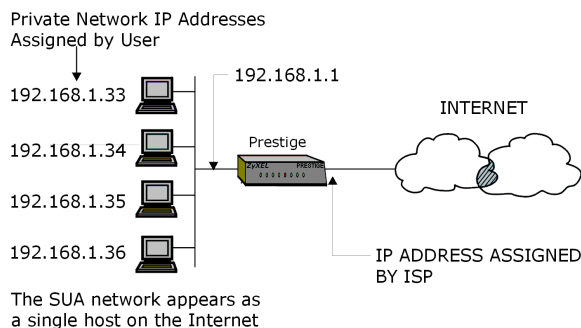 Private Network IP Addresses
Assigned by User
192.168.1.33
192.168.1.34
192.168.1.35
192.168.1.36
192.168.1.1
Prestige
ZyXEL PRESTIGE
INTERNET
IP ADDRESS ASSIGNED
BY ISP
The SUA network appears as
a single host on the Internet